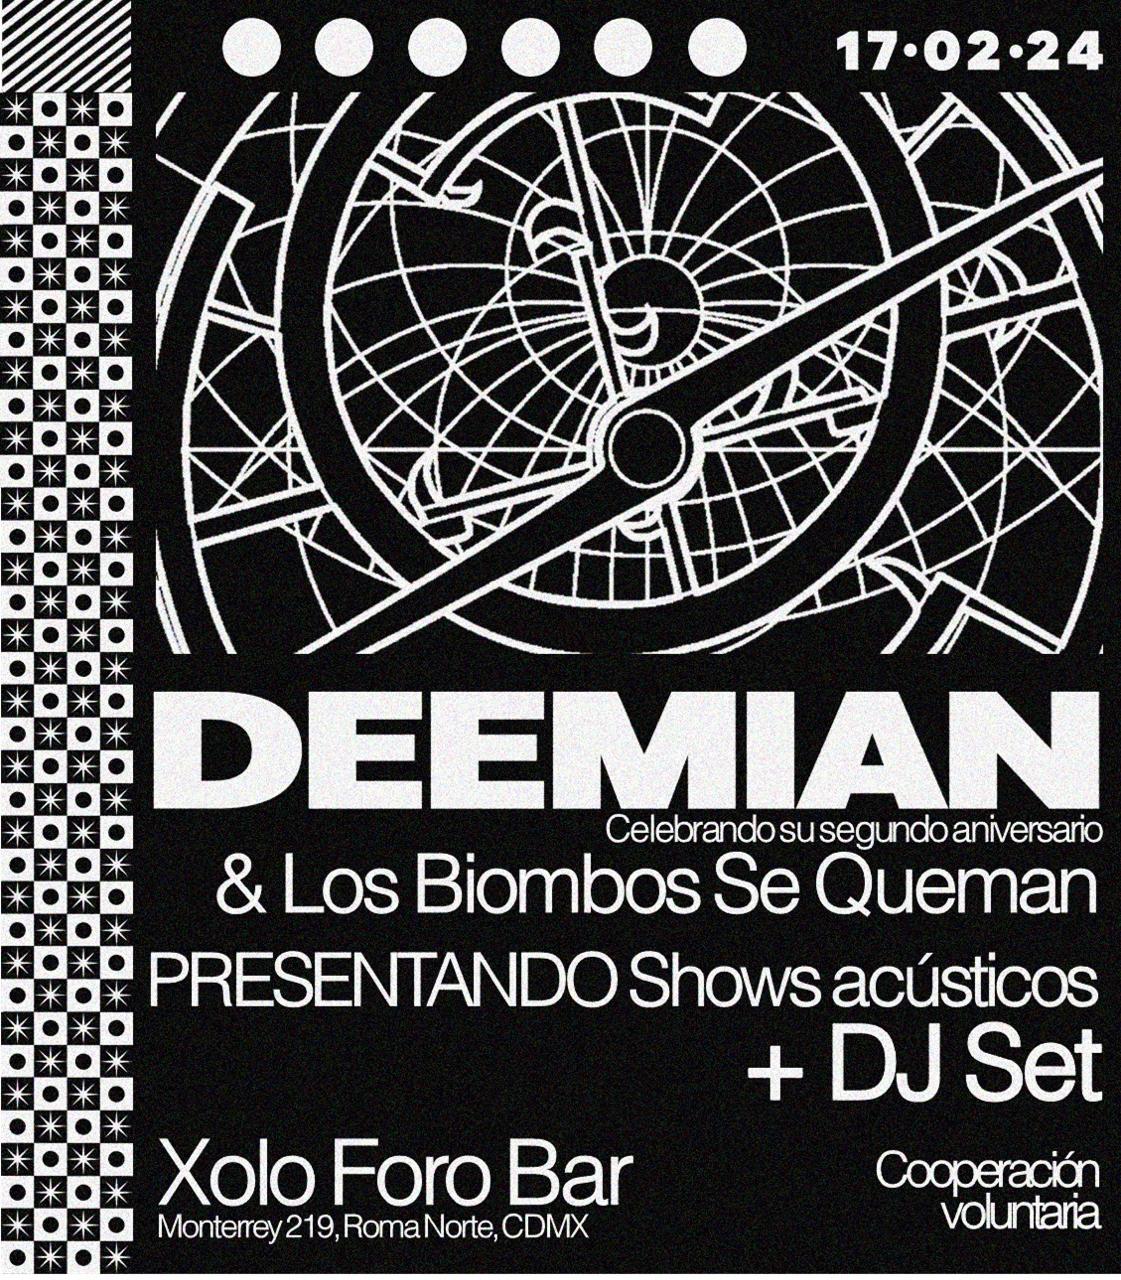 17•02•24
DEEMIAN
Celebrando su segundo aniversario
& Los Biombos Se Queman
PRESENTANDO Shows acústicos
+ DJ Set
Xolo Foro Bar
Monterrey 219, Roma Norte, CDMX
Cooperación
voluntaria